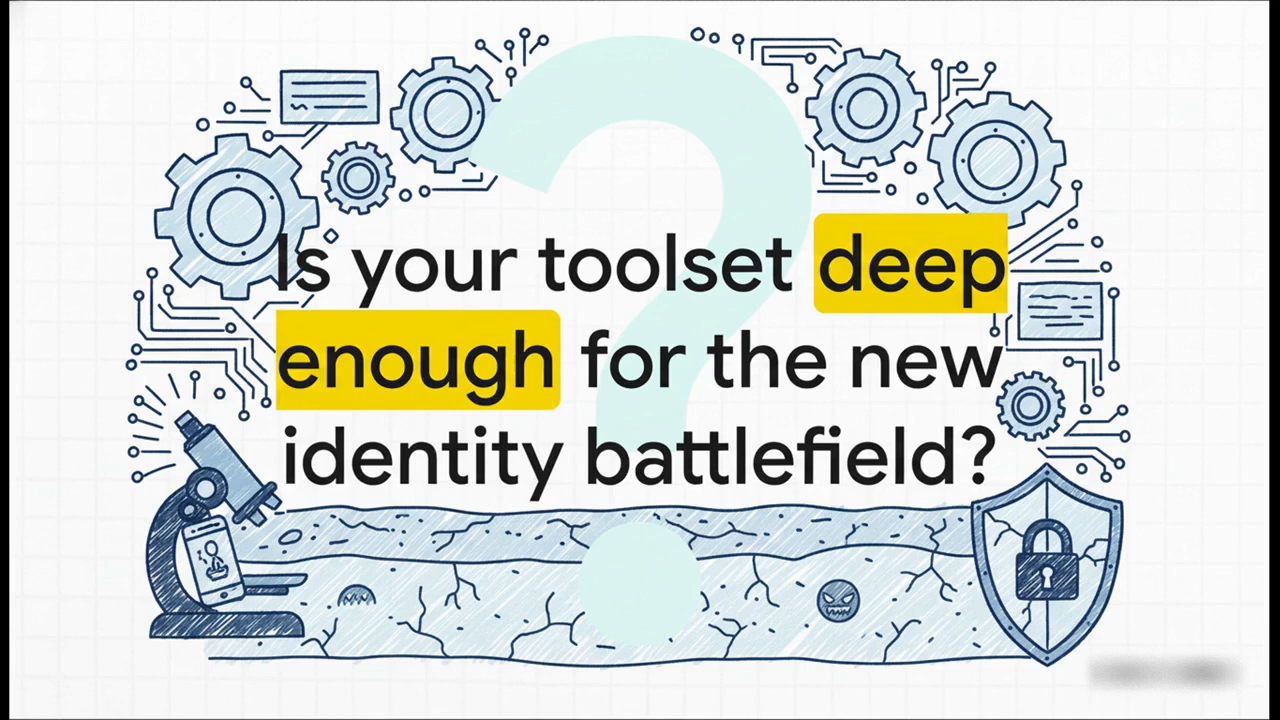 Is your toolset deep
enough for the new
identity battlefield?